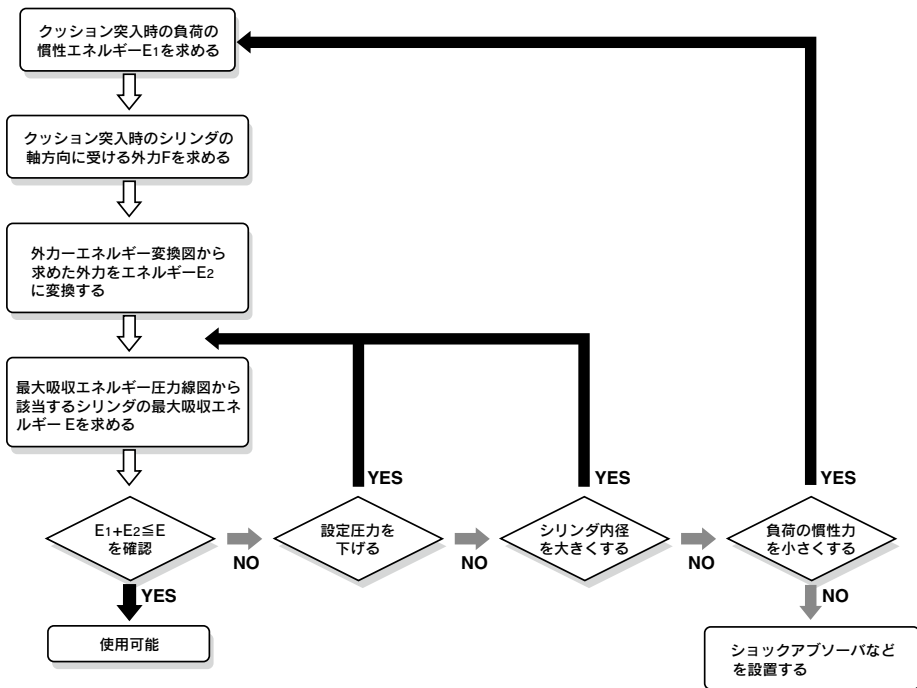 クッション突入時の負荷の
慣性エネルギーE1を求める
クッション突入時のシリンダの
軸方向に受ける外力Fを求める
外力ーエネルギー変換図から
求めた外力をエネルギーE2
に変換する
最大吸収エネルギー圧力線図から
該当するシリンダの最大吸収エネ
ルギー Eを求める
E1+E2≦E
を確認
NO
設定圧力を
下げる
YES
NO
シリンダ内径
を大きくする
YES
NO
負荷の慣性力
を小さくする
YES
YES
使用可能
NO
ショックアブソーバなど
を設置する